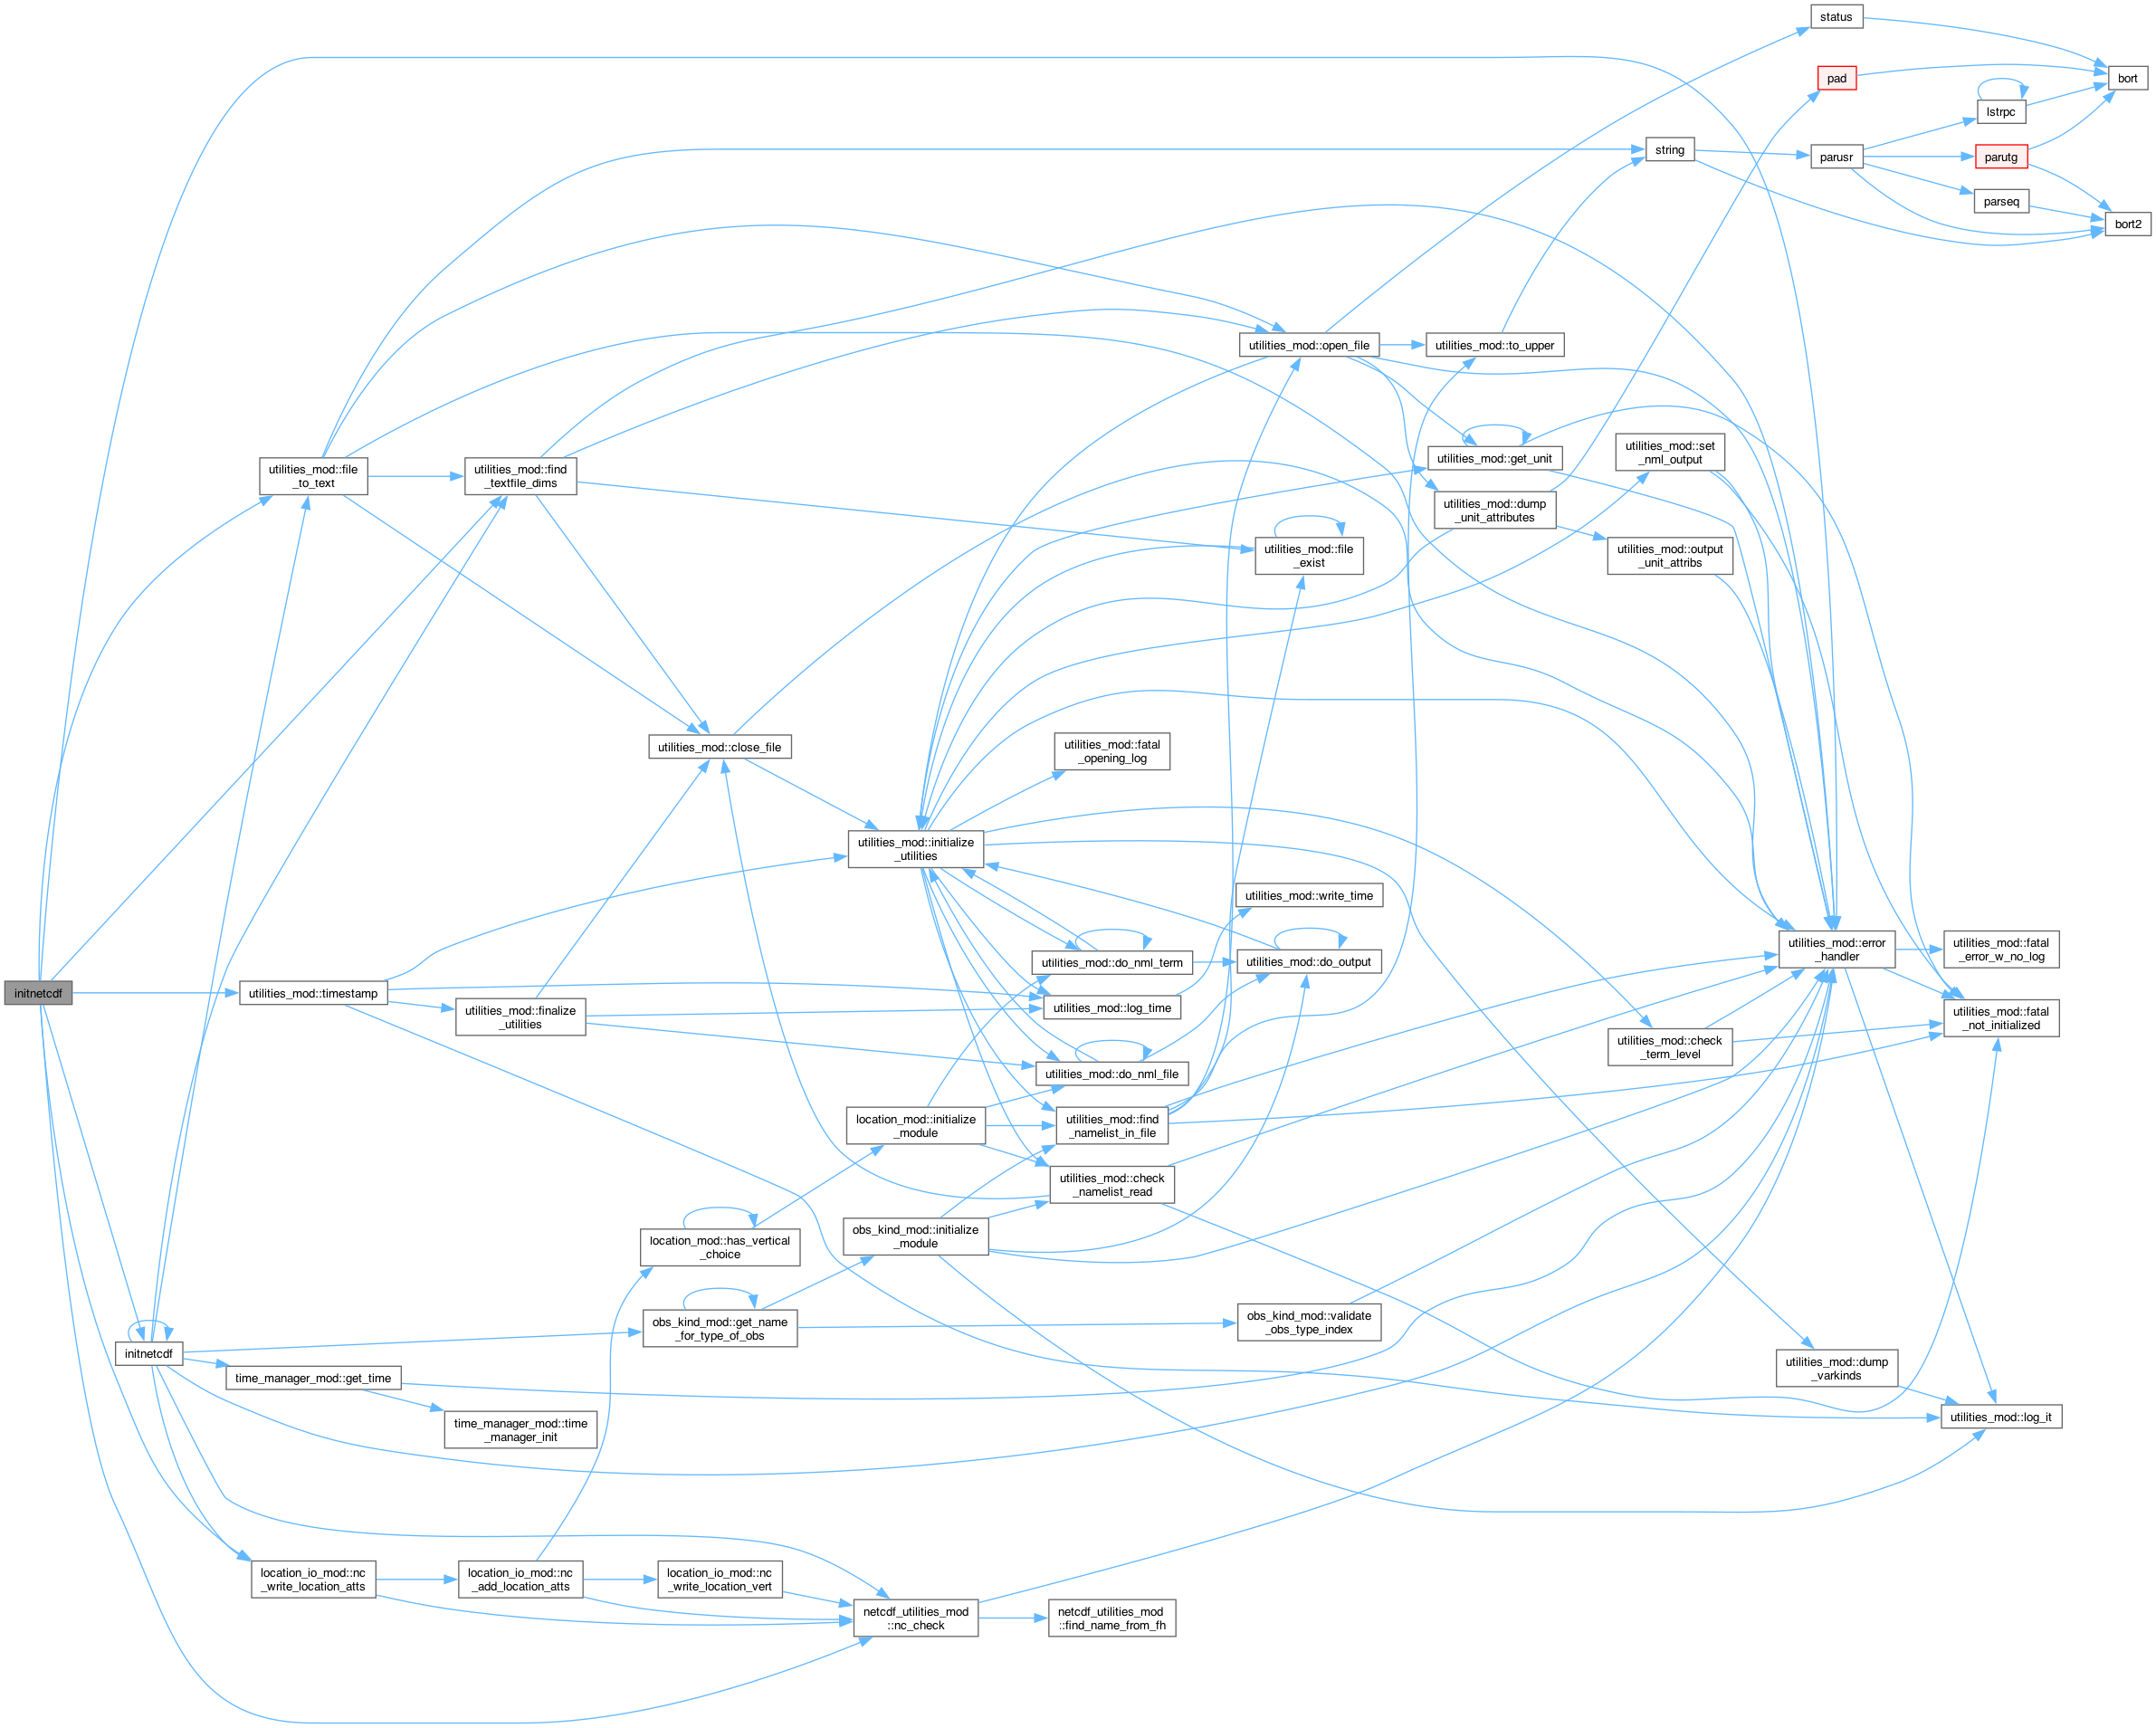 status
pad
bort
lstrpc
string
parusr
parutg
parseq
bort2
utilities_mod::open_file
utilities_mod::to_upper
utilities_mod::file
_to_text
utilities_mod::find
_textfile_dims
utilities_mod::get_unit
utilities_mod::set
_nml_output
utilities_mod::dump
_unit_attributes
utilities_mod::file
_exist
utilities_mod::output
_unit_attribs
utilities_mod::close_file
utilities_mod::fatal
_opening_log
utilities_mod::initialize
_utilities
utilities_mod::write_time
utilities_mod::do_nml_term
utilities_mod::do_output
utilities_mod::error
_handler
utilities_mod::fatal
_error_w_no_log
initnetcdf
utilities_mod::timestamp
utilities_mod::finalize
_utilities
utilities_mod::log_time
utilities_mod::fatal
_not_initialized
utilities_mod::check
_term_level
utilities_mod::do_nml_file
location_mod::initialize
_module
utilities_mod::find
_namelist_in_file
utilities_mod::check
_namelist_read
location_mod::has_vertical
_choice
obs_kind_mod::initialize
_module
obs_kind_mod::get_name
_for_type_of_obs
obs_kind_mod::validate
_obs_type_index
initnetcdf
time_manager_mod::get_time
utilities_mod::dump
_varkinds
time_manager_mod::time
_manager_init
utilities_mod::log_it
location_io_mod::nc
_write_location_atts
location_io_mod::nc
_add_location_atts
location_io_mod::nc
_write_location_vert
netcdf_utilities_mod
::nc_check
netcdf_utilities_mod
::find_name_from_fh